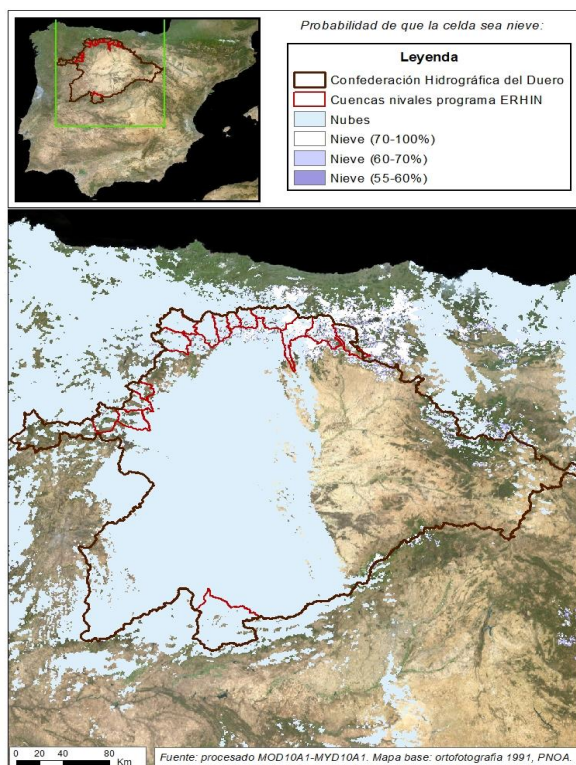 Probabilidad de que la celda sea nieve:
Leyenda
Confederación Hidrográfica del Duero
Cuencas nivales programa ERHIN
Nubes
Nieve (70-100%)
Nieve (60-70%)
Nieve (55-60%)
0 20 40 80
Km
Fuente: procesado MOD10A1-MYD10A1. Mapa base: ortofotografia 1991, PNOA.